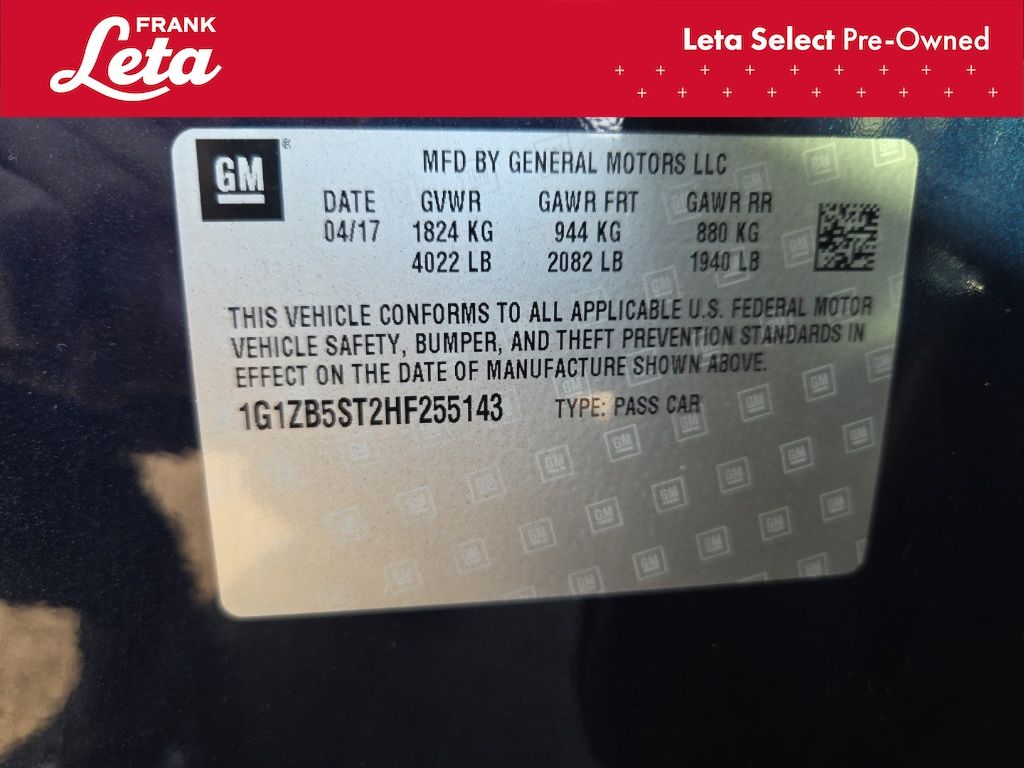 FRANK
Leta
Leta Select Pre-Owned
GM
MFD BY GENERAL MOTORS LLC
DATE GVWR GAWR FRT GAWR RR
04/17 1824 KG 944 KG 880 KG
4022 LB 2082 LB 1940 LB
THIS VEHICLE CONFORMS TO ALL APPLICABLE U.S. FEDERAL MOTOR
VEHICLE SAFETY, BUMPER, AND THEFT PREVENTION STANDARDS IN
EFFECT ON THE DATE OF MANUFACTURE SHOWN ABOVE.
1G1ZB5ST2HF255143 TYPE: PASS CAR